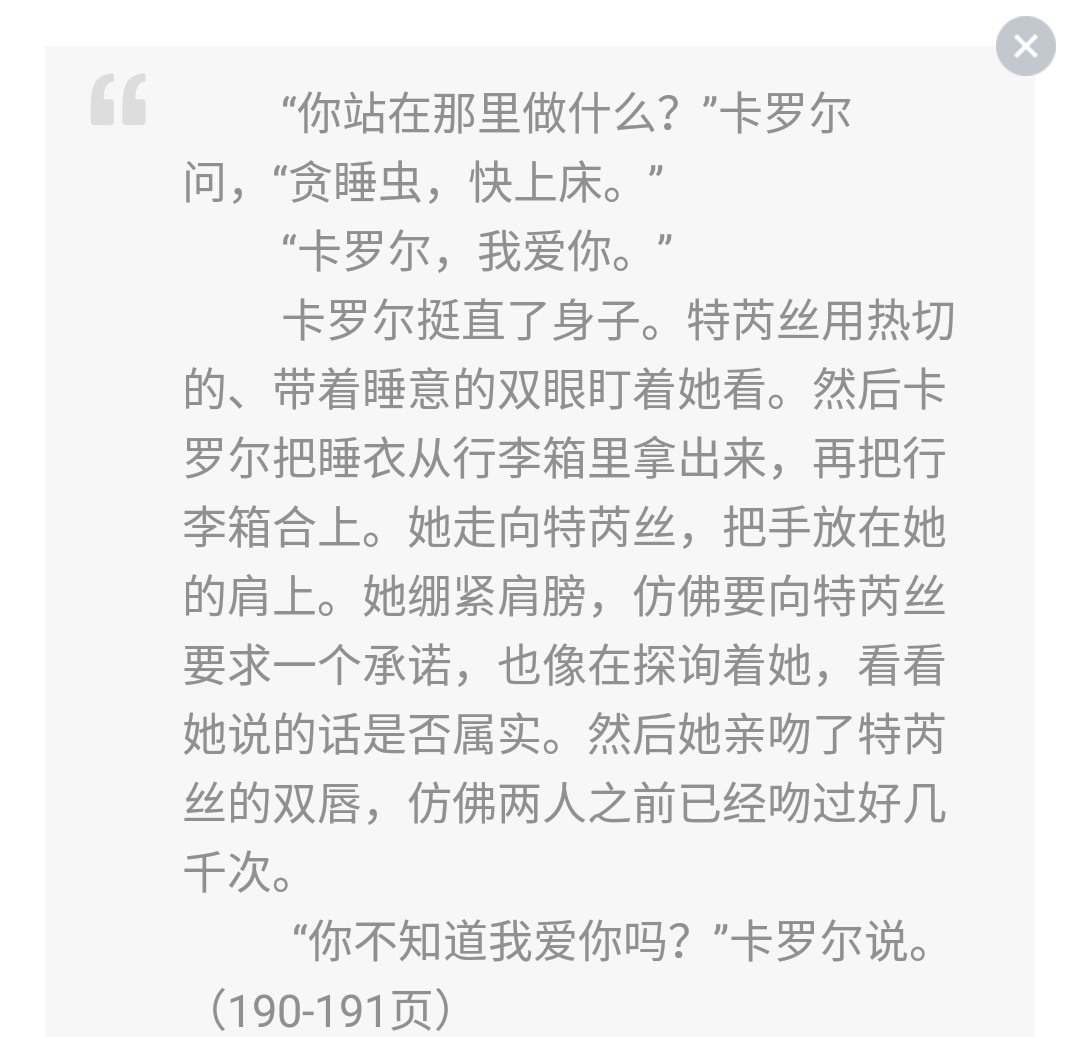 “你站在那里做什么？”卡罗尔
问，“贪睡虫，快上床。”
“卡罗尔，我爱你。”
卡罗尔挺直了身子。特芮丝用热切
的、带着睡意的双眼盯着她看。然后卡
罗尔把睡衣从行李箱里拿出来，再把行
李箱合上。她走向特芮丝，把手放在她
的肩上。她绷紧肩膀，仿佛要向特芮丝
要求一个承诺，也像在探询着她，看看
她说的话是否属实。然后她亲吻了特芮
丝的双唇，仿佛两人之前已经吻过好几
千次。
“你不知道我爱你吗？”卡罗尔说。
（190-191页）